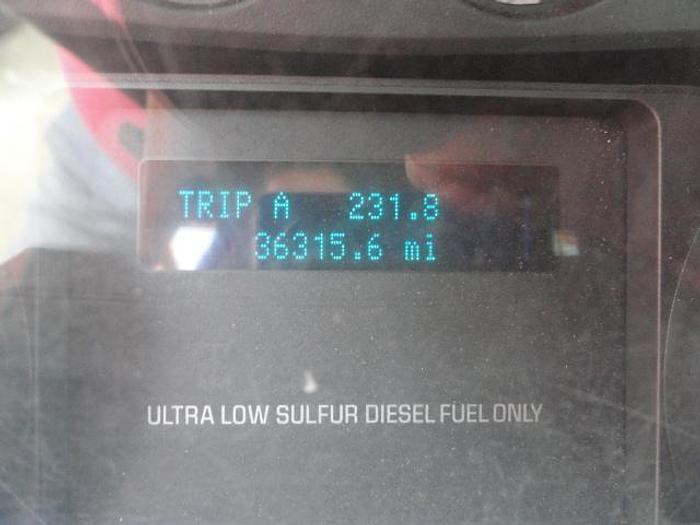 TRIP A 231.8
36315.6 mi
ULTRA LOW SULFUR DIESEL FUEL ONLY